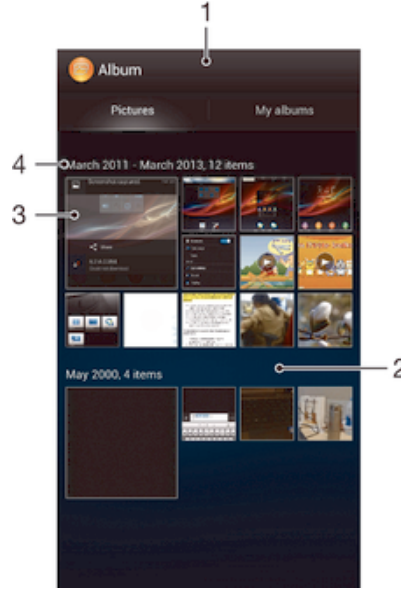 1
Album
Pictures
My albums
4
March 2011 - March 2013, 12 items
3
Share
2
May 2000, 4 items